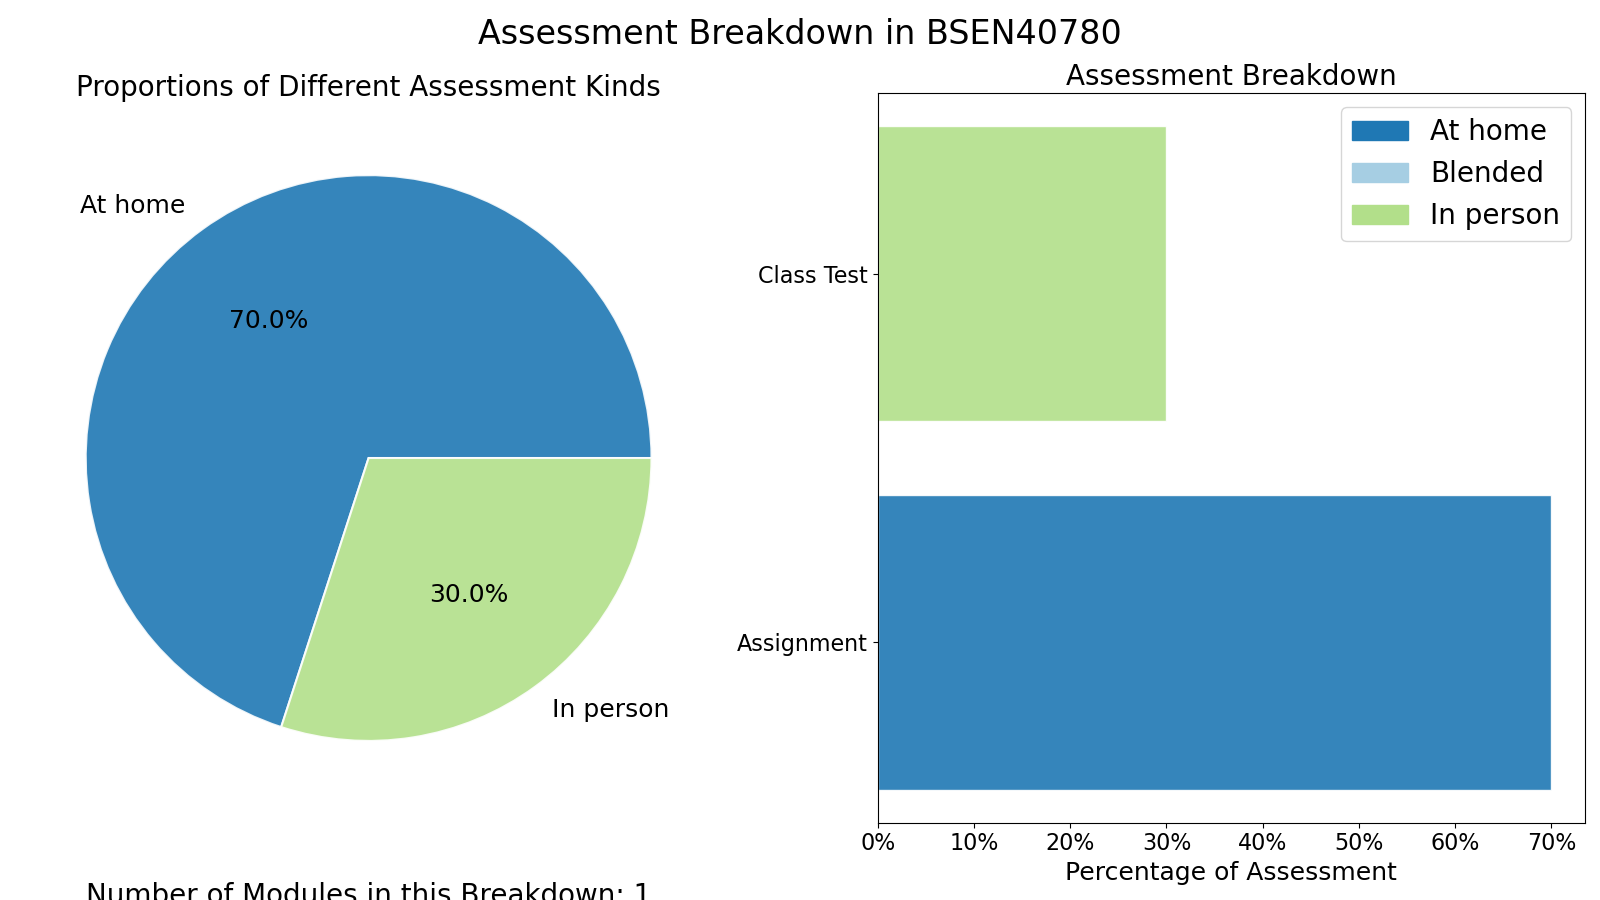 Assessment Breakdown in BSEN40780
Proportions of Different Assessment Kinds
At home
70.0%
30.0%
In person
Number of Modules in this Breakdown: 1
Assessment Breakdown
At home
Blended
In person
Class Test
Assignment
0% 10% 20% 30% 40% 50% 60% 70%
Percentage of Assessment